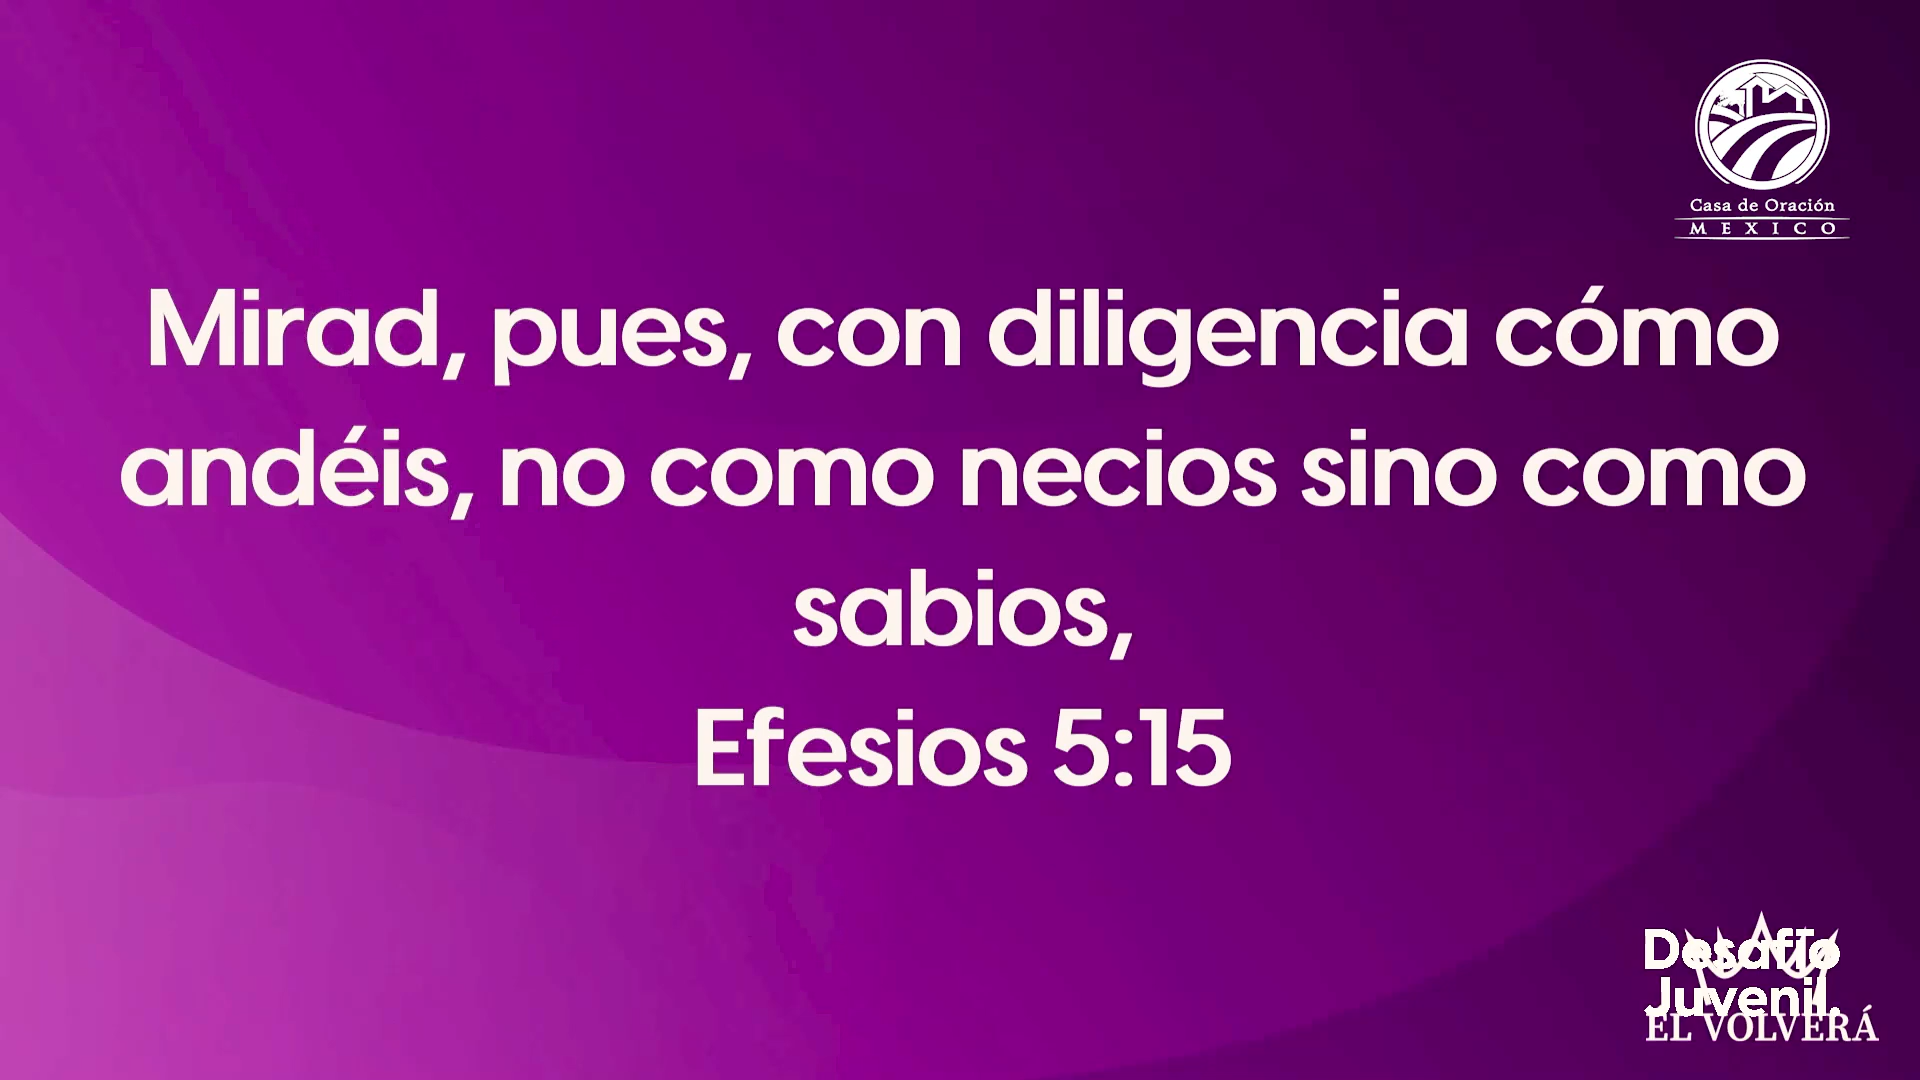 Casa de Oración
MEXICO
Mirad, pues, con diligencia cómo
andéis, no como necios sino como
sabios,
Efesios 5:15
Desafío
Juvenil.
EL VOLVERÁ